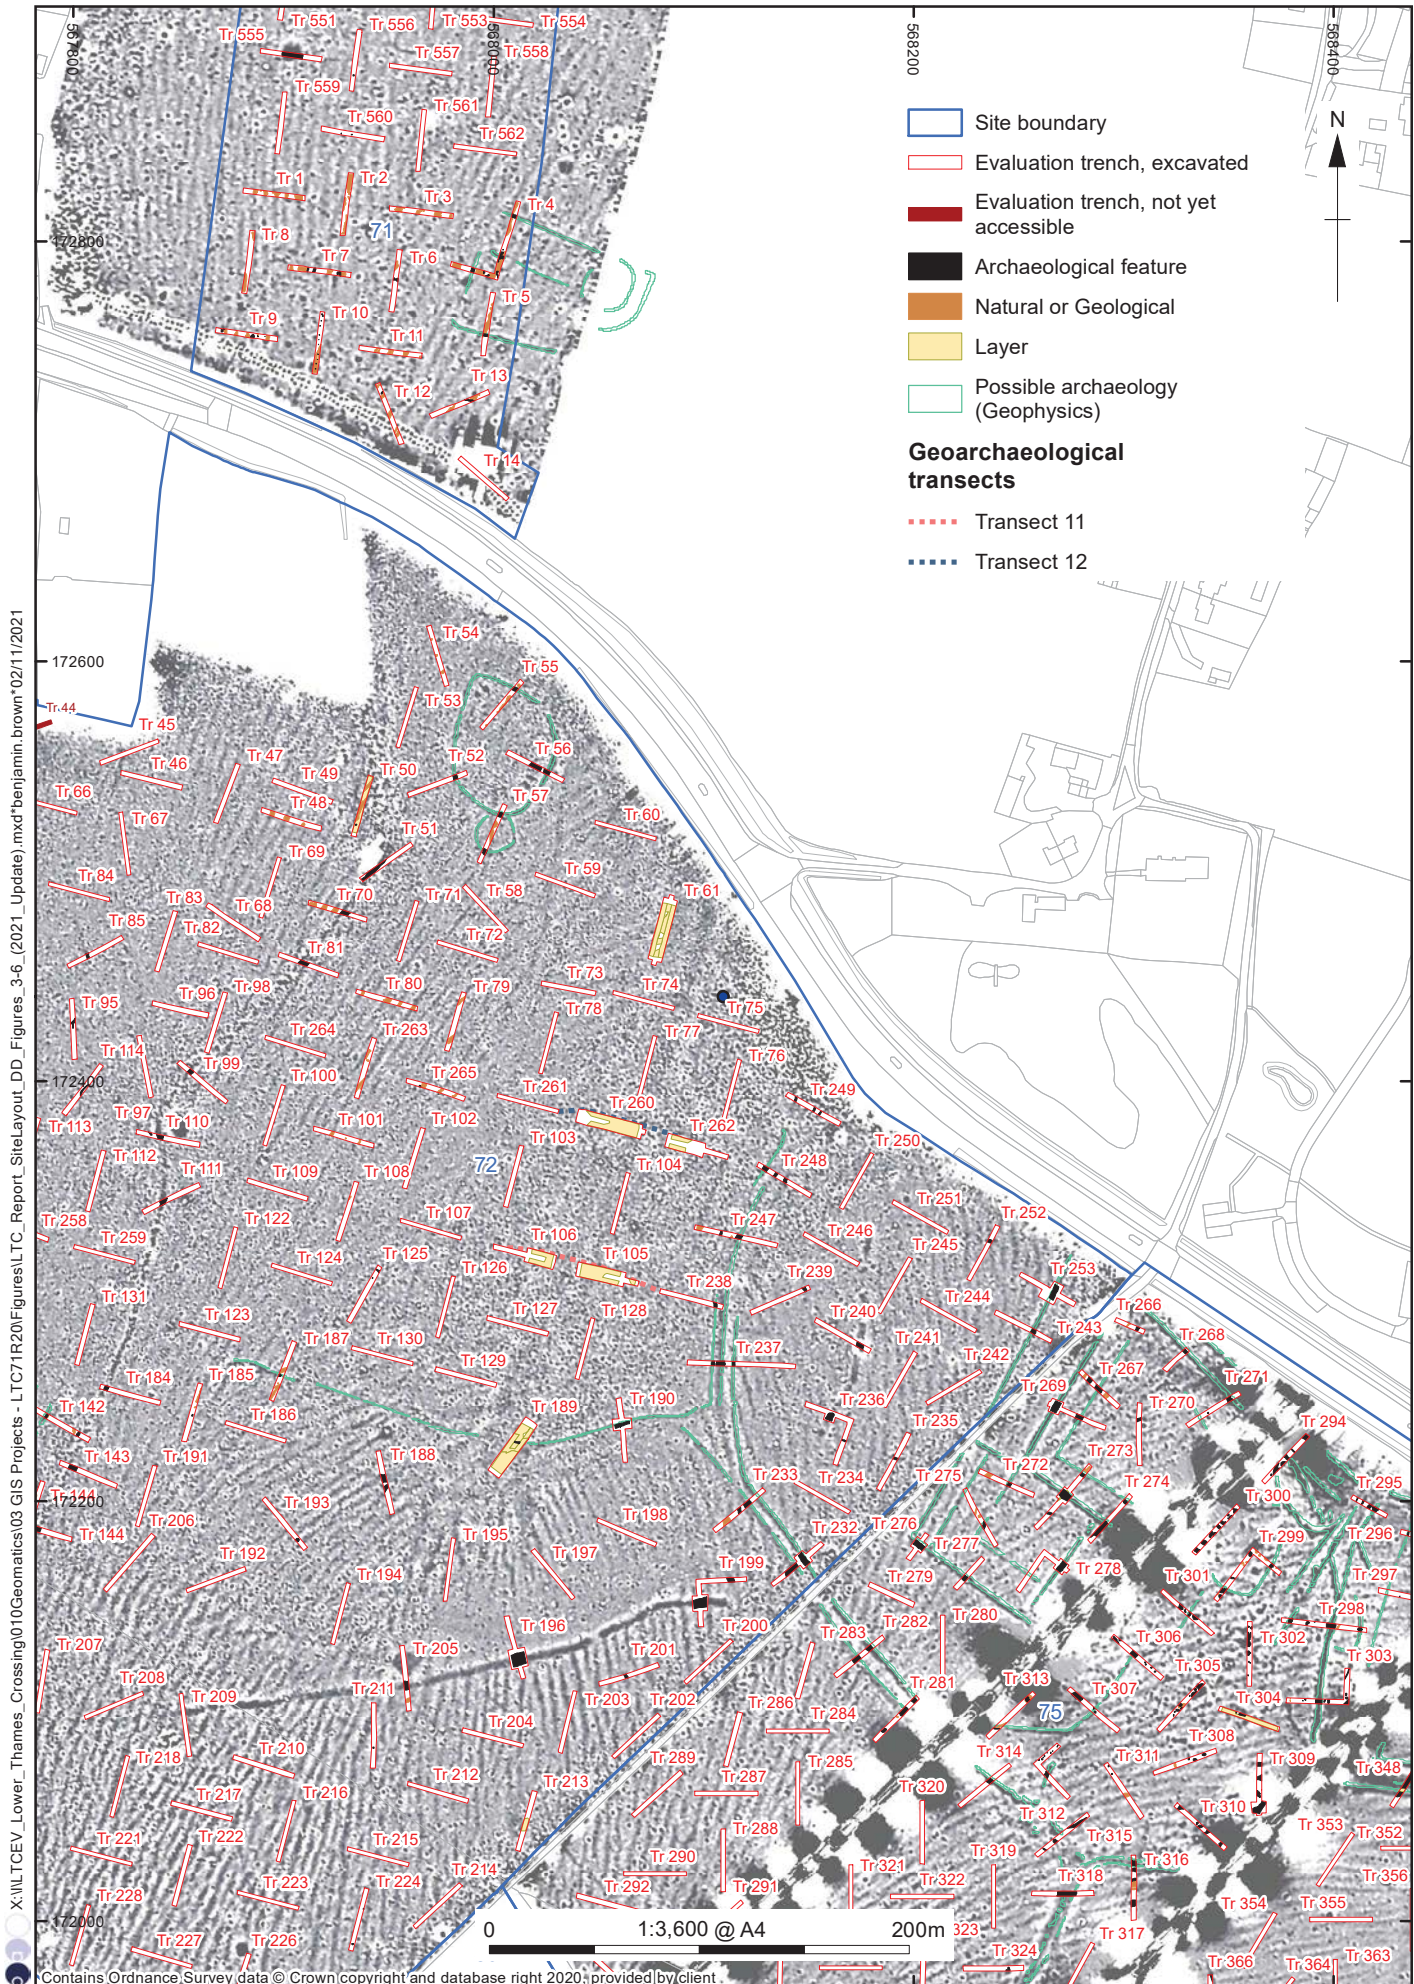 567800
568000
568200
568400
172800
172600
172400
172200
172000
Site boundary
Evaluation trench, excavated
Evaluation trench, not yet
accessible
Archaeological feature
Natural or Geological
Layer
Possible archaeology
(Geophysics)
Geoarchaeological
transects
Transect 11
Transect 12
N
Tr 551
Tr 553
Tr 554
Tr 555
Tr 556
Tr 557
Tr 558
Tr 559
Tr 560
Tr 561
Tr 562
Tr 1
Tr 2
Tr 3
Tr 4
71
Tr 8
Tr 7
Tr 6
Tr 5
Tr 9
Tr 10
Tr 11
Tr 12
Tr 13
Tr 14
Tr 54
Tr 55
Tr 53
Tr 44
Tr 45
Tr 46
Tr 47
Tr 49
Tr 50
Tr 52
Tr 56
Tr 66
Tr 67
Tr 48
Tr 57
Tr 60
Tr 51
Tr 69
Tr 59
Tr 84
Tr 83
Tr 68
Tr 70
Tr 71
Tr 58
Tr 61
Tr 85
Tr 82
Tr 81
Tr 72
Tr 73
Tr 74
Tr 95
Tr 96
Tr 98
Tr 80
Tr 79
Tr 78
Tr 75
Tr 264
Tr 263
Tr 77
Tr 114
Tr 99
Tr 100
Tr 265
Tr 261
Tr 260
Tr 76
Tr 249
Tr 113
Tr 97
Tr 110
Tr 101
Tr 102
Tr 103
Tr 262
Tr 250
Tr 112
Tr 111
Tr 109
Tr 108
72
Tr 104
Tr 248
Tr 251
Tr 258
Tr 259
Tr 122
Tr 107
Tr 106
Tr 105
Tr 247
Tr 246
Tr 245
Tr 252
Tr 124
Tr 125
Tr 126
Tr 238
Tr 239
Tr 253
Tr 131
Tr 123
Tr 127
Tr 128
Tr 240
Tr 244
Tr 266
Tr 187
Tr 130
Tr 129
Tr 237
Tr 241
Tr 242
Tr 243
Tr 268
Tr 184
Tr 185
Tr 267
Tr 271
Tr 142
Tr 186
Tr 189
Tr 190
Tr 236
Tr 269
Tr 270
Tr 235
Tr 294
Tr 143
Tr 191
Tr 188
Tr 233
Tr 234
Tr 275
Tr 272
Tr 273
Tr 274
Tr 144
Tr 193
Tr 300
Tr 295
Tr 144
Tr 206
Tr 192
Tr 195
Tr 197
Tr 198
Tr 232
Tr 276
Tr 277
Tr 299
Tr 296
Tr 194
Tr 199
Tr 279
Tr 278
Tr 301
Tr 297
Tr 280
Tr 298
Tr 207
Tr 205
Tr 196
Tr 200
Tr 282
Tr 283
Tr 306
Tr 302
Tr 303
Tr 208
Tr 209
Tr 211
Tr 201
Tr 203
Tr 202
Tr 286
Tr 281
Tr 313
75
Tr 307
Tr 305
Tr 304
Tr 218
Tr 210
Tr 204
Tr 284
Tr 314
Tr 311
Tr 308
Tr 309
Tr 348
Tr 217
Tr 216
Tr 212
Tr 213
Tr 289
Tr 287
Tr 285
Tr 320
Tr 312
Tr 310
Tr 353
Tr 352
Tr 221
Tr 222
Tr 215
Tr 288
Tr 315
Tr 319
Tr 316
Tr 356
Tr 228
Tr 223
Tr 224
Tr 214
Tr 290
Tr 292
Tr 291
Tr 321
Tr 322
Tr 318
Tr 317
Tr 354
Tr 355
Tr 227
Tr 226
323
Tr 324
Tr 366
Tr 364
Tr 363
0 1:3,600 @ A4 200m
Contains Ordnance Survey data © Crown copyright and database right 2020, provided by client
X:\I\LTCEV_Lower_Thames_Crossing\010Geomatics\03 GIS Projects - LTC71R20\Figures\LTC_Report_SiteLayout_DD_Figures_3-6_(2021_Update).mxd*benjamin.brown*02/11/2021